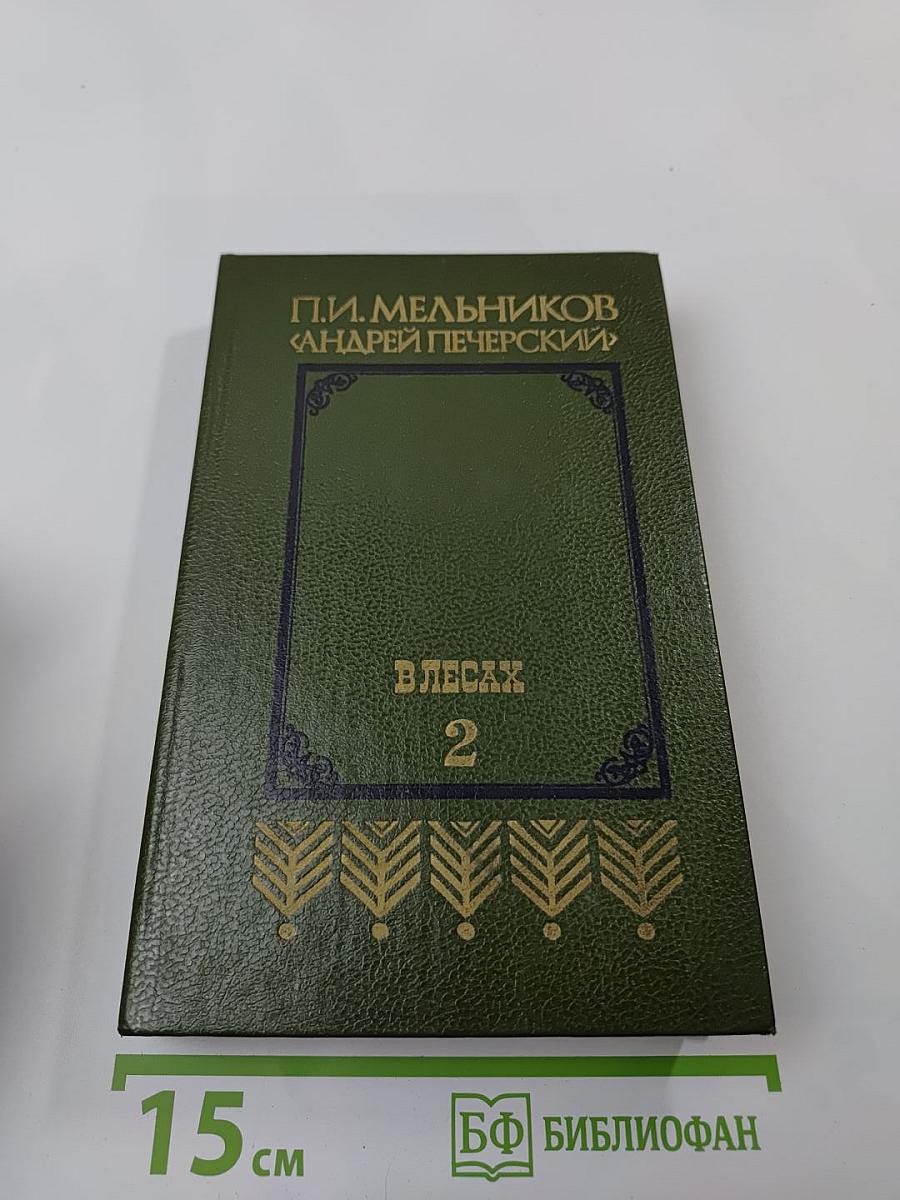 П.И. МЕЛЬНИКОВ
‹АНДРЕЙ ПЕЧЕРСКИЙ›
В ЛЕСАХ
2
15 см
БФ БИБЛИОФАН